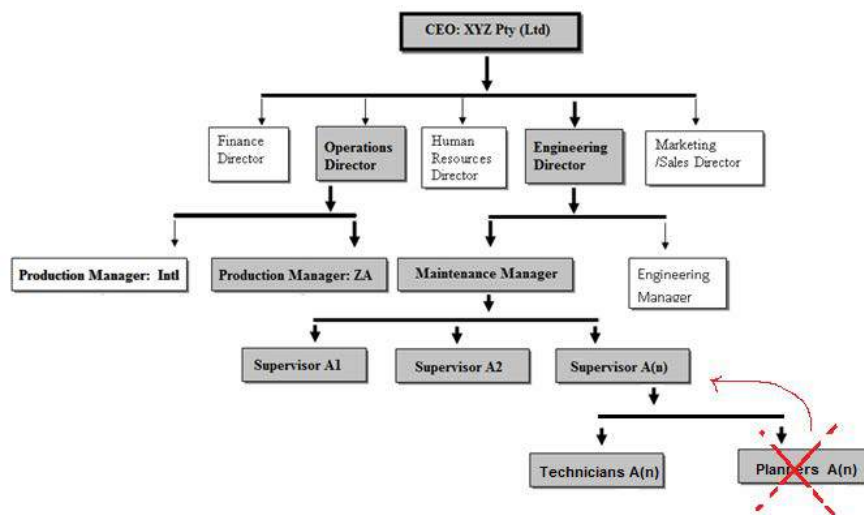 CEO: XYZ Pty (Ltd)
Finance
Director
Operations
Director
Human
Resources
Director
Engineering
Director
Marketing
/Sales Director
Production Manager: Intl
Production Manager: ZA
Maintenance Manager
Engineering
Manager
Supervisor A1
Supervisor A2
Supervisor A(n)
Technicians A(n)
Planners A(n)